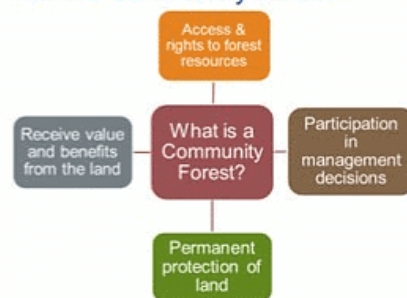 Access &
rights to forest
resources
Receive value
and benefits
from the land
What is a
Community
Forest?
Participation
in
management
decisions
Permanent
protection of
land